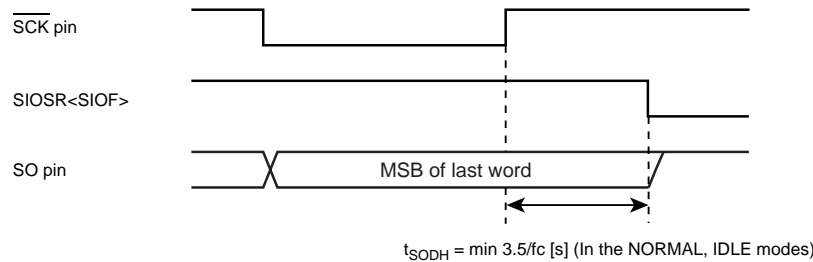 SCK pin
SIOSR<SIOF>
SO pin
MSB of last word
tSODH = min 3.5/fc [s] (In the NORMAL, IDLE modes)